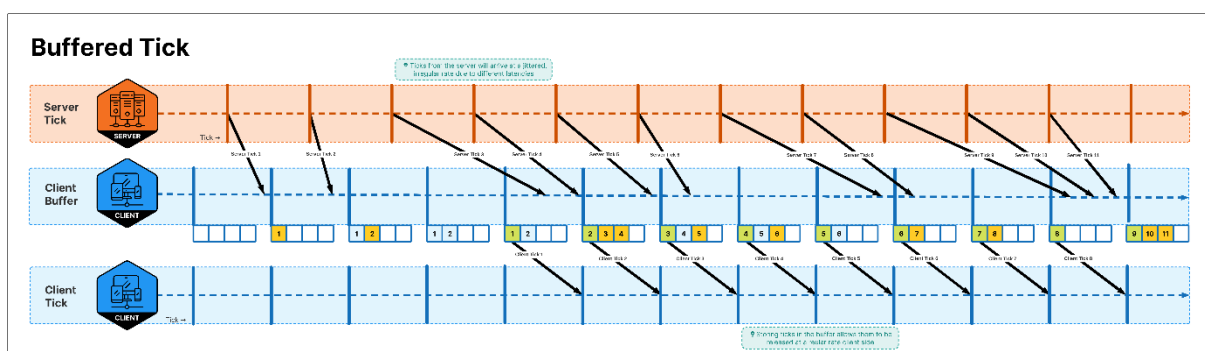 Buffered Tick
Ticks from the server will arrive at a jittered,
irregular rate due to different latencies
Server
Tick
SERVER
Tick →
Server Tick 1
Server Tick 2
Server Tick 3
Server Tick 4
Server Tick 5
Server Tick 6
Server Tick 7
Server Tick 8
Server Tick 9
Server Tick 10
Server Tick 11
Client
Buffer
CLIENT
1
1 2
1 2
1 2
2 3 4
3 4 5
4 5 6
5 6
6 7
7 8
8
9 10 11
Client Tick 1
Client Tick 2
Client Tick 3
Client Tick 4
Client Tick 5
Client Tick 6
Client Tick 7
Client Tick 8
Client
Tick
CLIENT
Tick →
Storing ticks in the buffer allows them to be
released at a regular rate client side